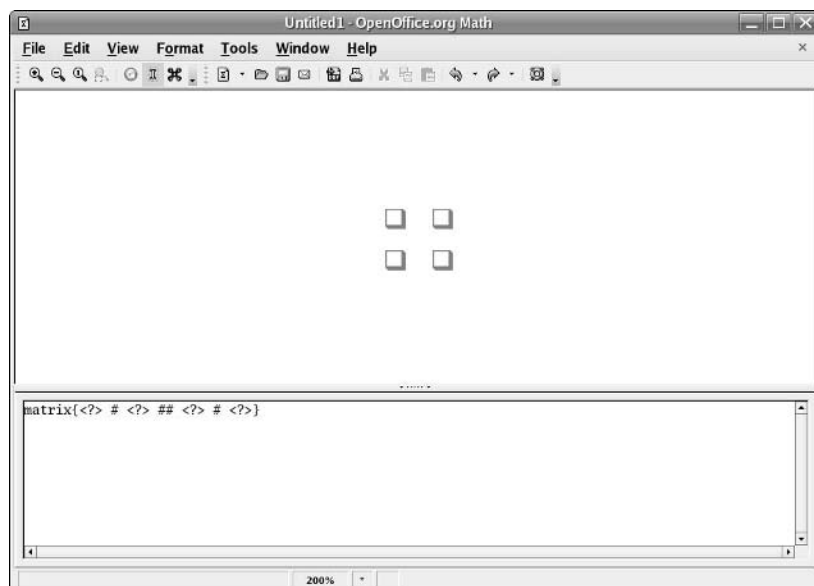 Untitled1 - OpenOffice.org Math
File Edit View Format Tools Window Help
matrix{<?> # <?> ## <?> # <?>}
200% *